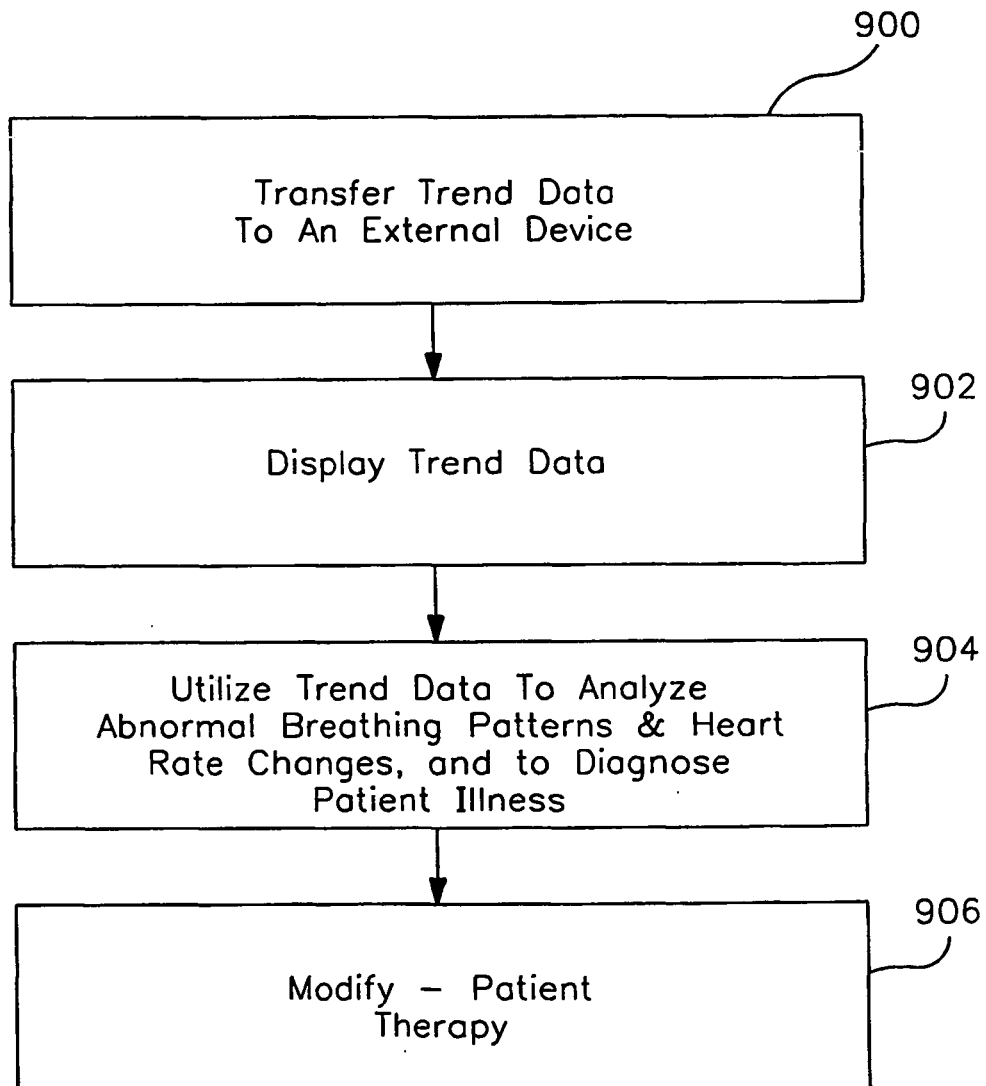 900
Transfer Trend Data
To An External Device
902
Display Trend Data
904
Utilize Trend Data To Analyze
Abnormal Breathing Patterns & Heart
Rate Changes, and to Diagnose
Patient Illness
906
Modify – Patient
Therapy